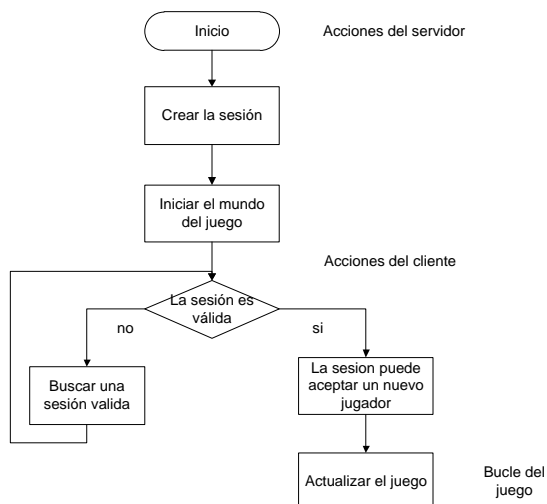 Inicio
Acciones del servidor
Crear la sesión
Iniciar el mundo
del juego
Acciones del cliente
La sesión es
válida
no
si
Buscar una
sesión valida
La sesion puede
aceptar un nuevo
jugador
Actualizar el juego
Bucle del
juego